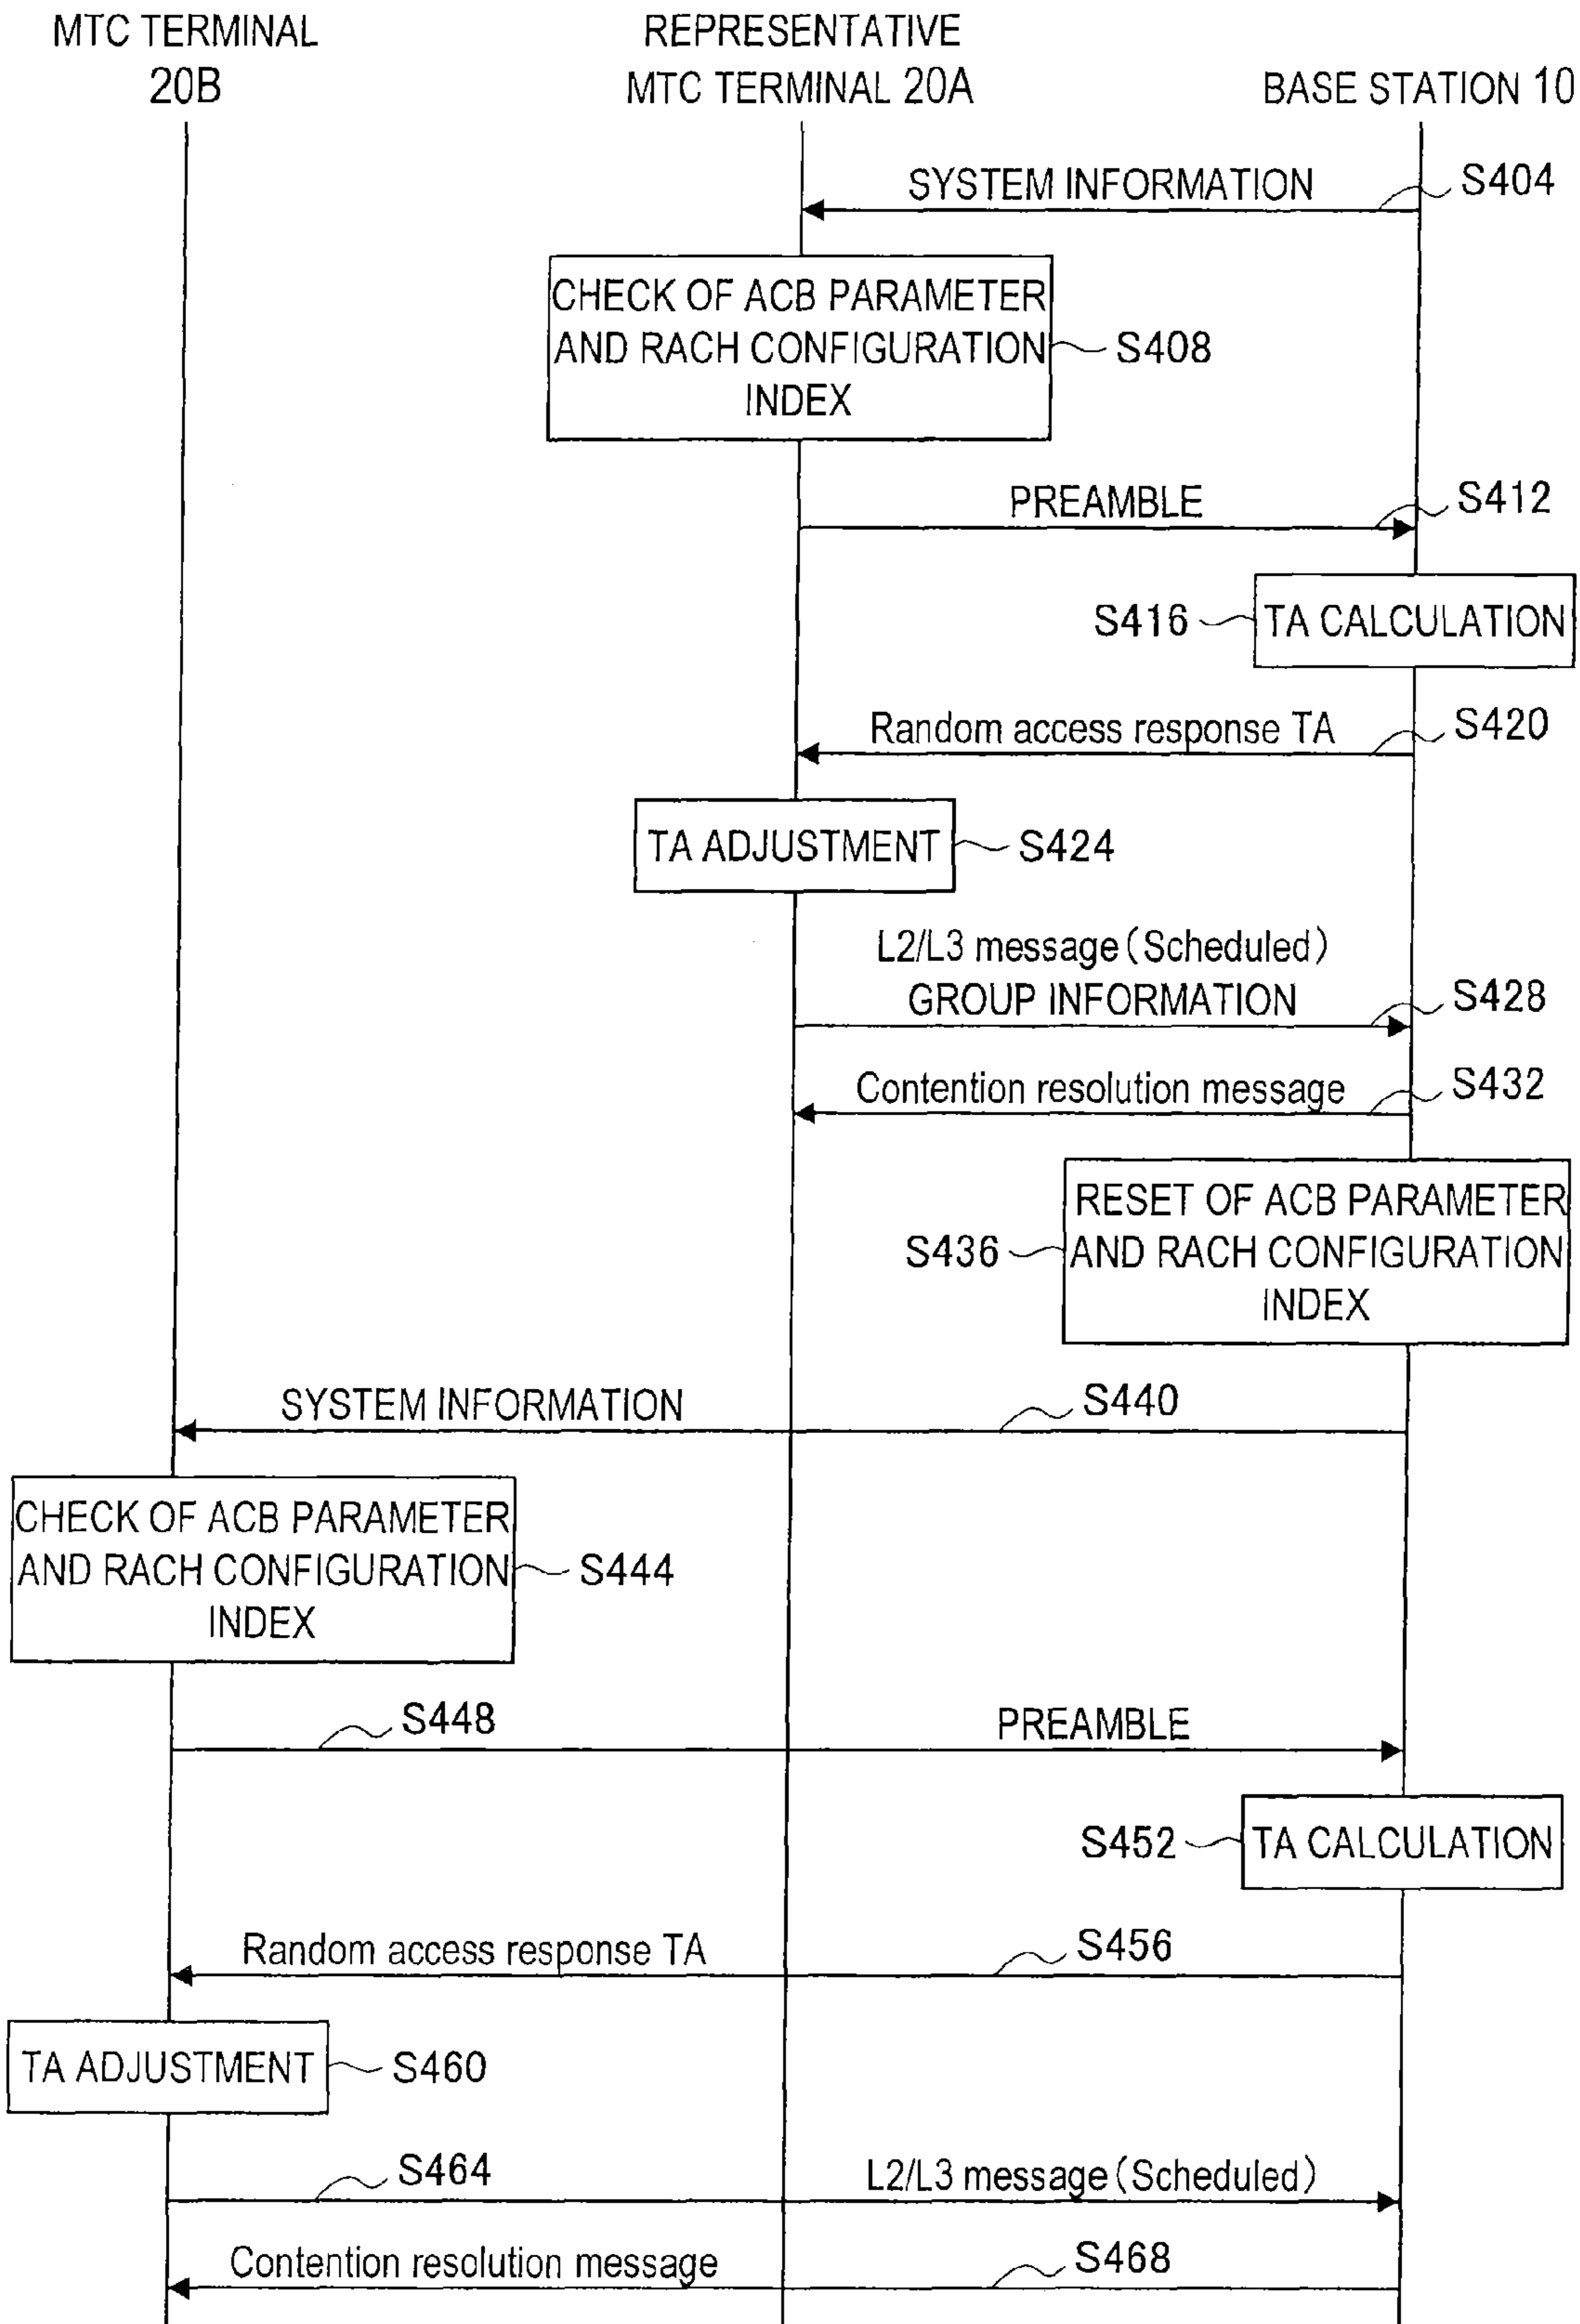 MTC TERMINAL
20B
REPRESENTATIVE
MTC TERMINAL 20A
BASE STATION 10
SYSTEM INFORMATION
S404
CHECK OF ACB PARAMETER
AND RACH CONFIGURATION
INDEX
S408
PREAMBLE
S412
S416
TA CALCULATION
Random access response TA
S420
TA ADJUSTMENT
S424
L2/L3 message (Scheduled)
GROUP INFORMATION
S428
Contention resolution message
S432
RESET OF ACB PARAMETER
AND RACH CONFIGURATION
INDEX
S436
SYSTEM INFORMATION
S440
CHECK OF ACB PARAMETER
AND RACH CONFIGURATION
INDEX
S444
S448
PREAMBLE
S452
TA CALCULATION
Random access response TA
S456
TA ADJUSTMENT
S460
S464
L2/L3 message (Scheduled)
Contention resolution message
S468